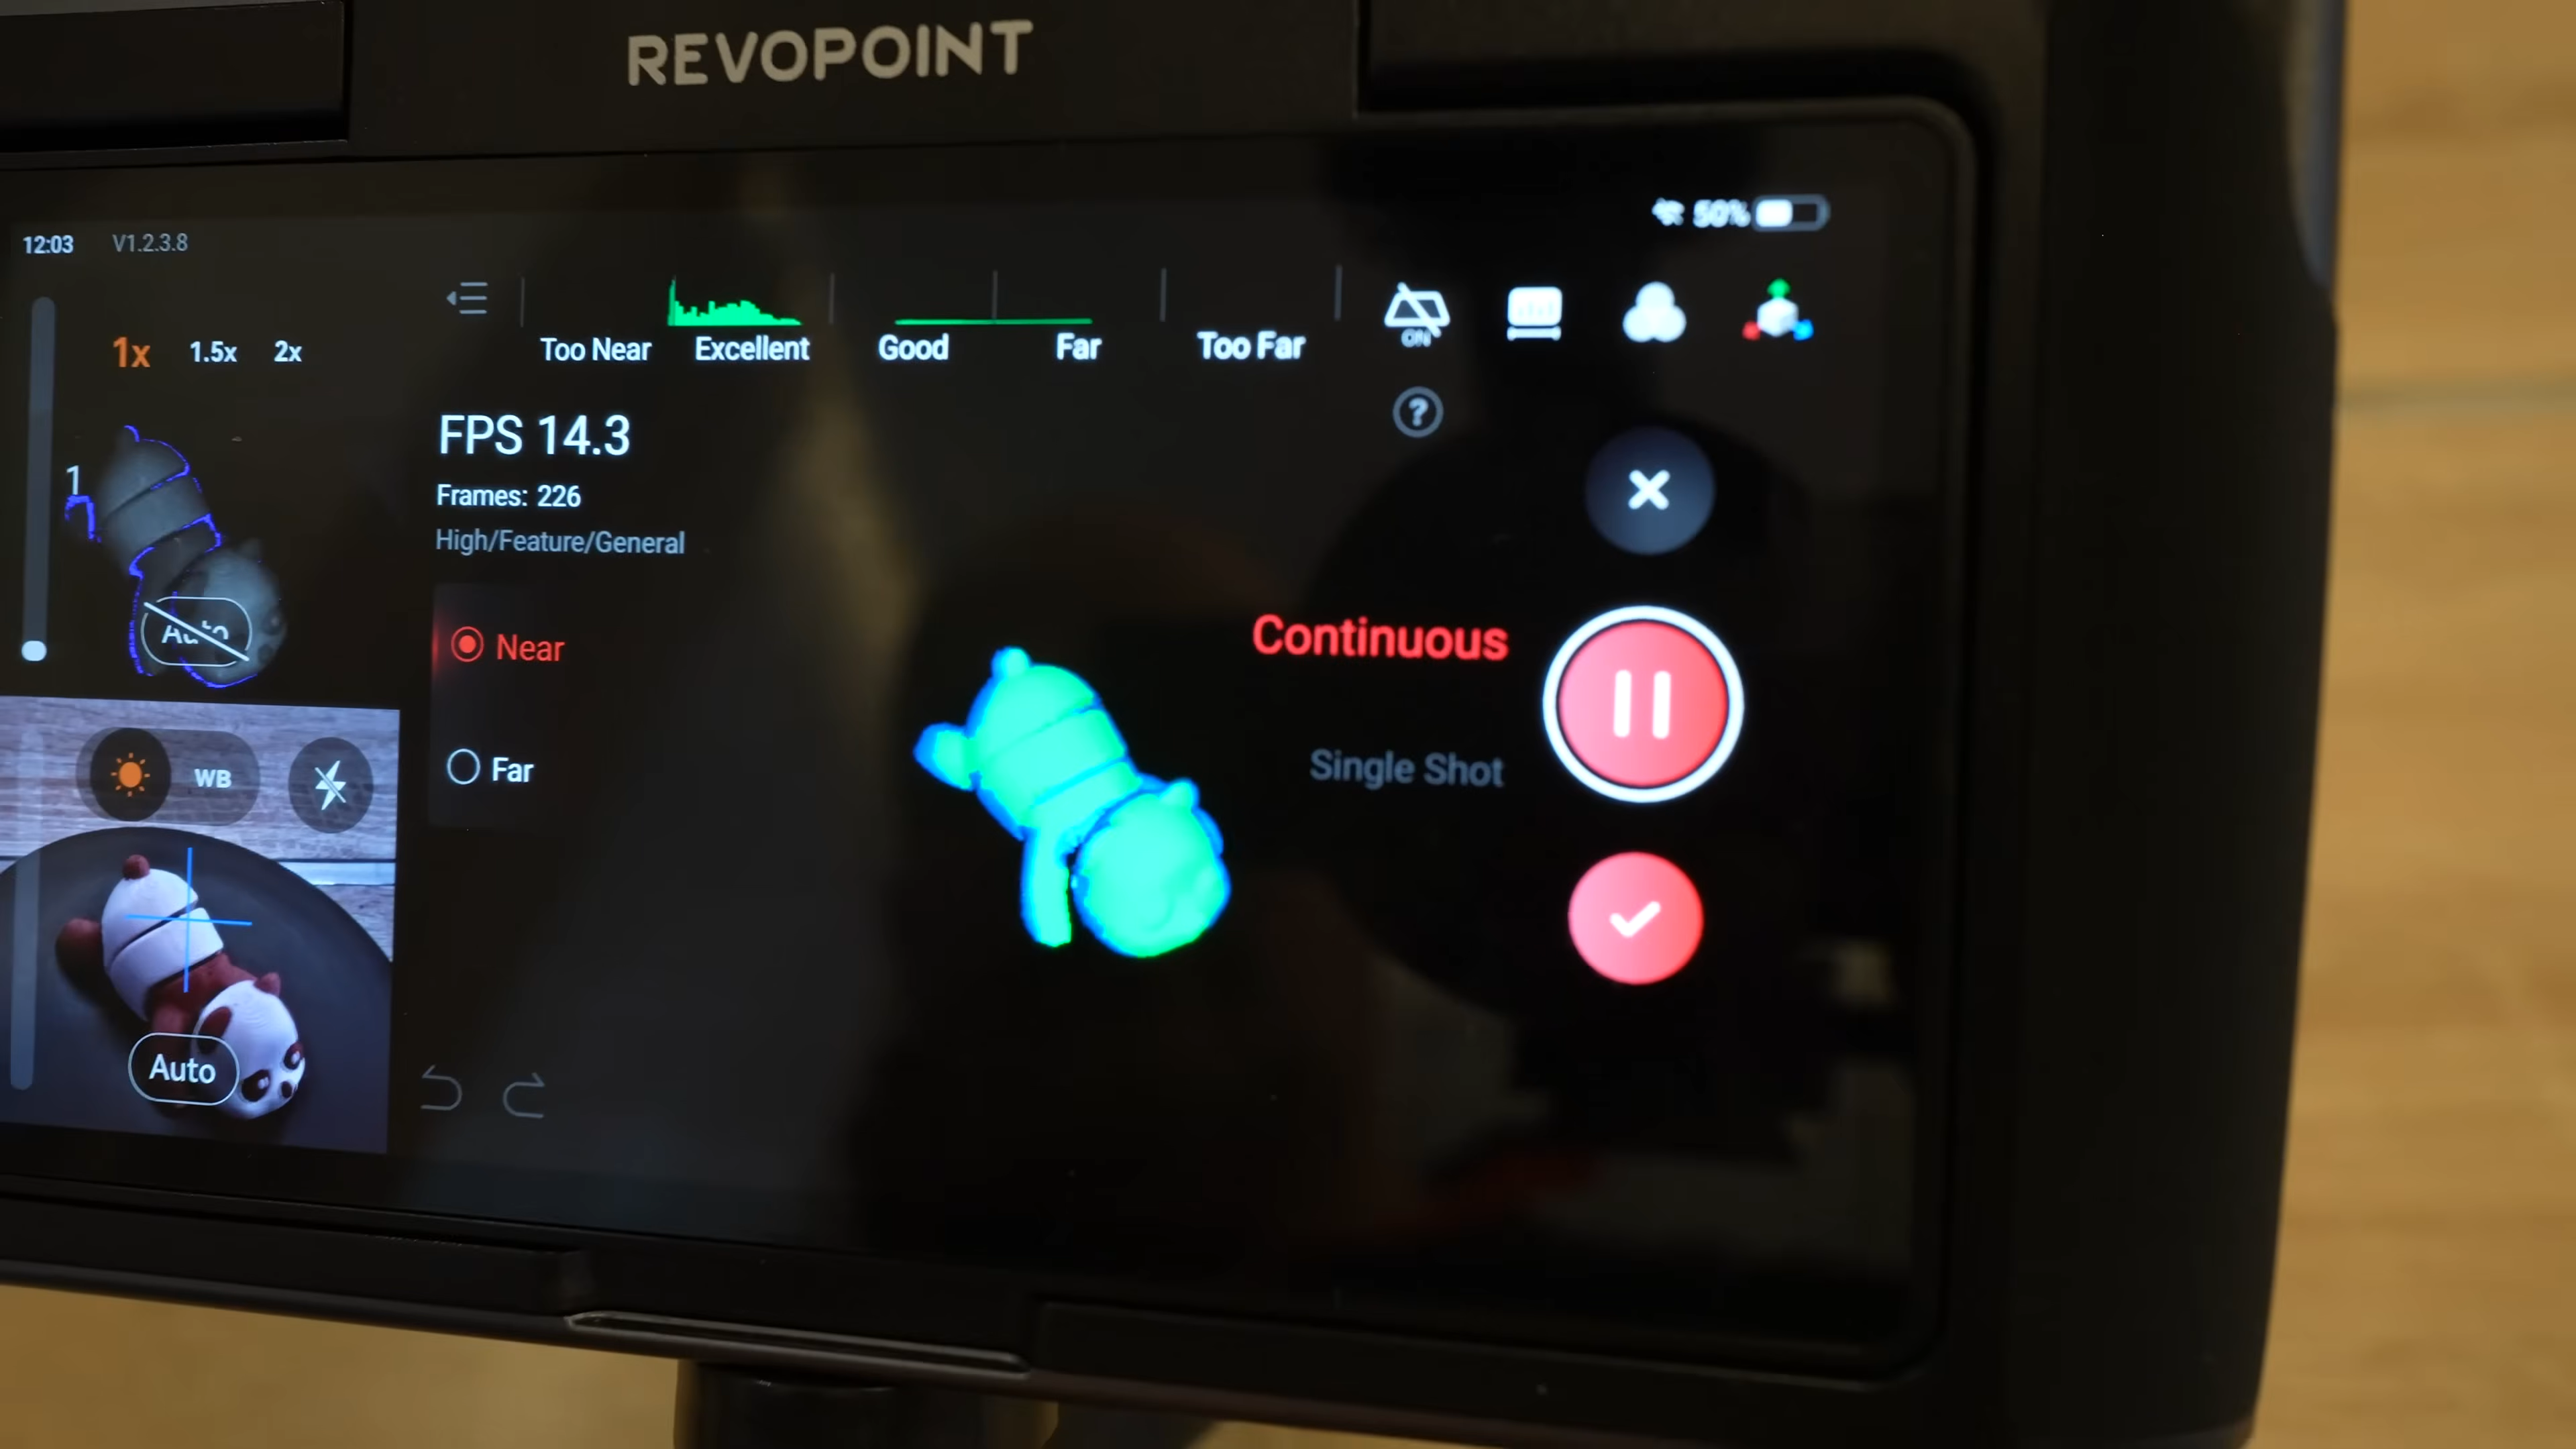 REVOPOINT
12:03 V1.2.3.8
50%
1x 1.5x 2x
Too Near Excellent Good Far Too Far
ON
?
1
FPS 14.3
Frames: 226
High/Feature/General
Auto
Near
Far
Continuous
Single Shot
WB
Auto